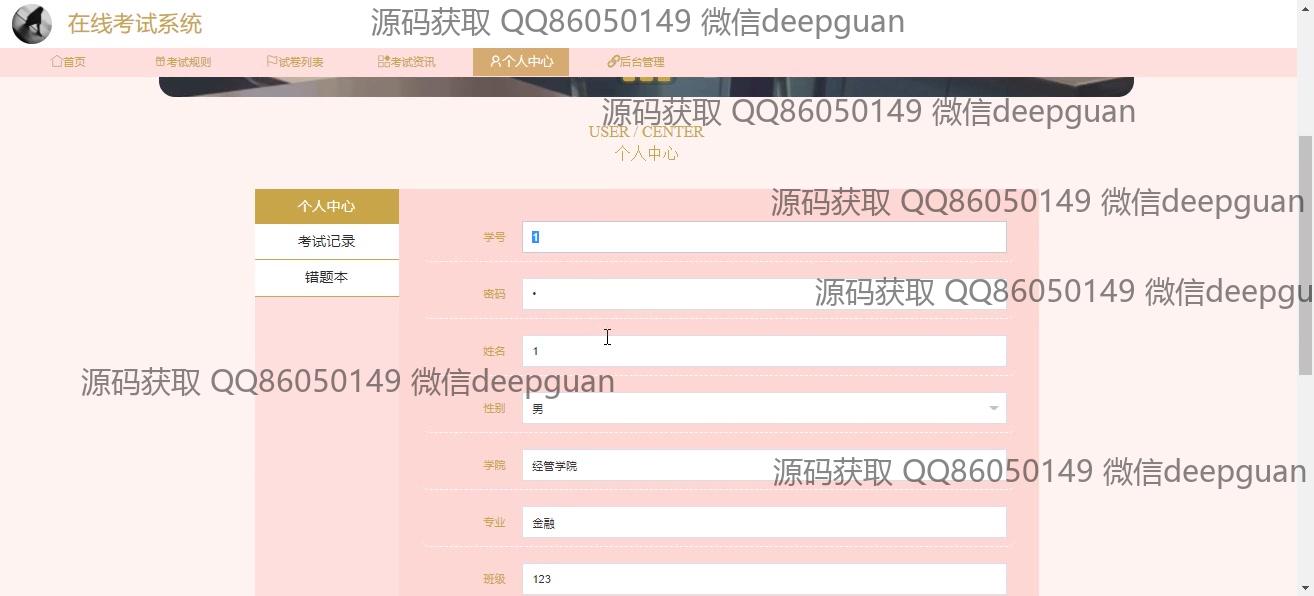 在线考试系统
源码获取 QQ86050149 微信deepguan
首页 考试规则 试卷列表 考试资讯 个人中心 后台管理
源码获取 QQ86050149 微信deepguan
USER / CENTER
个人中心
源码获取 QQ86050149 微信deepguan
个人中心
学号 1
考试记录
错题本
密码 •
源码获取 QQ86050149 微信deepgu
姓名 1
源码获取 QQ86050149 微信deepguan
性别 男
学院 经管学院
源码获取 QQ86050149 微信deepguan
专业 金融
班级 123